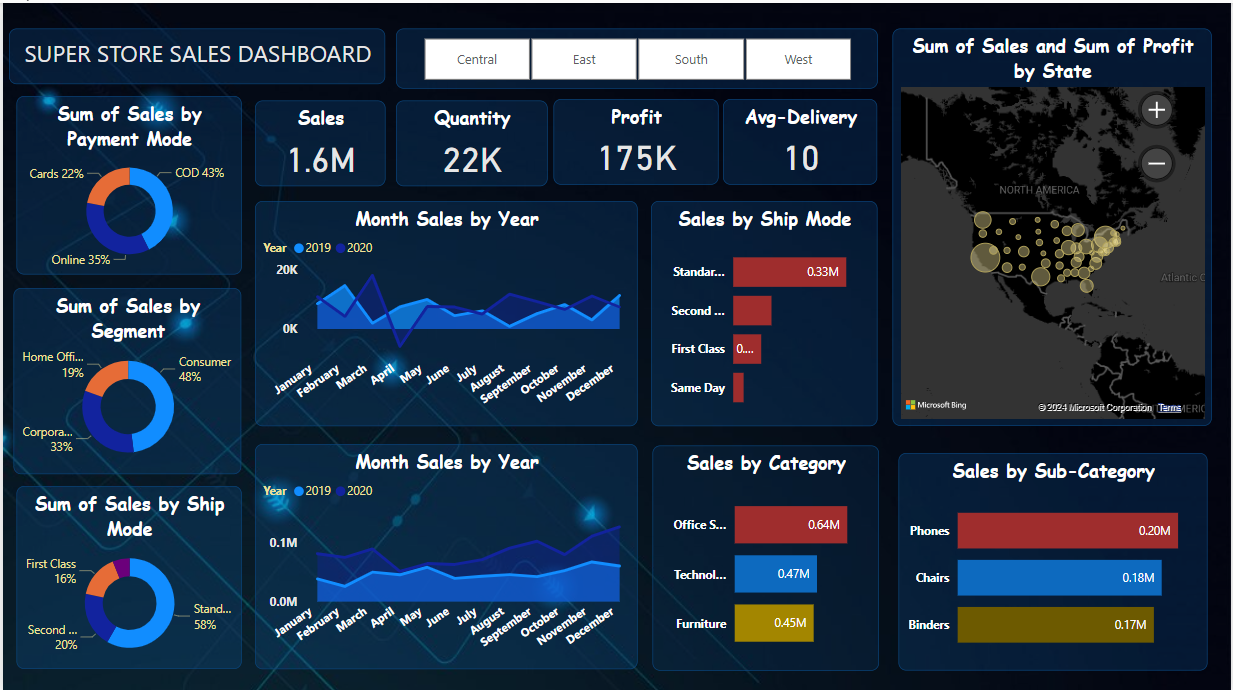 SUPER STORE SALES DASHBOARD
Central
East
South
West
Sum of Sales by
Payment Mode
Cards 22%
COD 43%
Online 35%
Sales
1.6M
Quantity
22K
Profit
175K
Avg-Delivery
10
Sum of Sales and Sum of Profit
by State
+
−
NORTH AMERICA
Atlantic O
Microsoft Bing
© 2024 Microsoft Corporation
Terms
Sum of Sales by
Segment
Home Offi...
19%
Consumer
48%
Corpora...
33%
Month Sales by Year
Year 2019 2020
20K
0K
January
February
March
April
May
June
July
August
September
October
November
December
Sales by Ship Mode
Standar...
0.33M
Second ...
First Class
0....
Same Day
Sum of Sales by Ship
Mode
First Class
16%
Stand...
58%
Second ...
20%
Month Sales by Year
Year 2019 2020
0.1M
0.0M
January
February
March
April
May
June
July
August
September
October
November
December
Sales by Category
Office S...
0.64M
Technol...
0.47M
Furniture
0.45M
Sales by Sub-Category
Phones
0.20M
Chairs
0.18M
Binders
0.17M